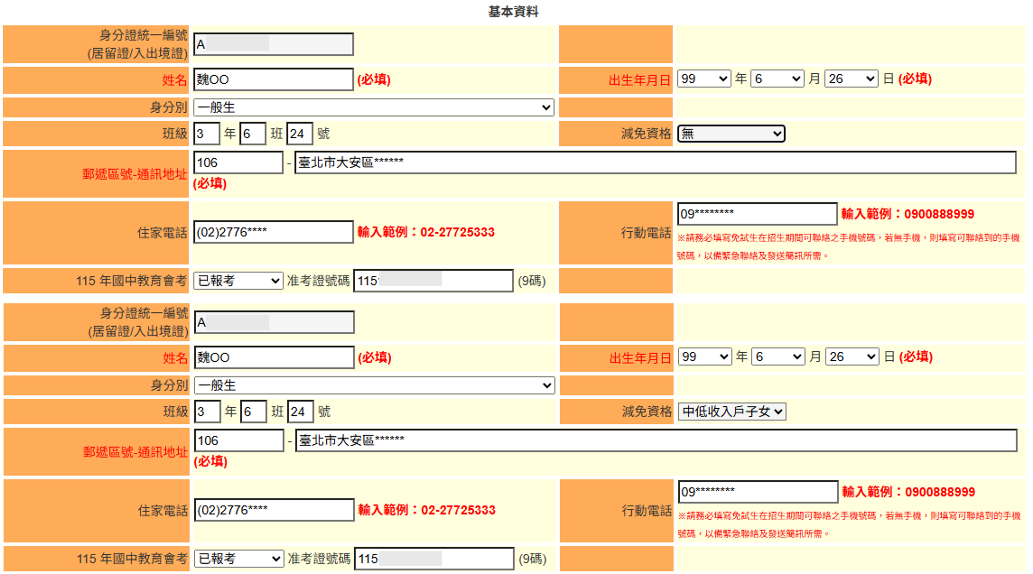 基本資料
身分證統一編號
(居留證/入出境證)
A
姓名 魏OO (必填) 出生年月日 99 年 6 月 26 日 (必填)
身分別 一般生
班級 3 年 6 班 24 號 減免資格 無
郵遞區號-通訊地址 106 - 臺北市大安區******
(必填)
住家電話 (02)2776**** 輸入範例：02-27725333 行動電話 09******** 輸入範例：0900888999
※請務必填寫免試生在招生期間可聯絡之手機號碼，若無手機，則填寫可聯絡到的手機
號碼，以備緊急聯絡及發送簡訊所需。
115 年國中教育會考 已報考 准考證號碼 115 (9碼)
身分證統一編號
(居留證/入出境證)
A
姓名 魏OO (必填) 出生年月日 99 年 6 月 26 日 (必填)
身分別 一般生
班級 3 年 6 班 24 號 減免資格 中低收入戶子女
郵遞區號-通訊地址 106 - 臺北市大安區******
(必填)
住家電話 (02)2776**** 輸入範例：02-27725333 行動電話 09******** 輸入範例：0900888999
※請務必填寫免試生在招生期間可聯絡之手機號碼，若無手機，則填寫可聯絡到的手機
號碼，以備緊急聯絡及發送簡訊所需。
115 年國中教育會考 已報考 准考證號碼 115 (9碼)